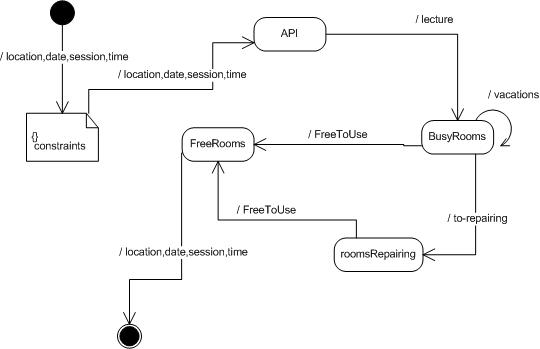 / lecture
API
/ location,date,session,time
/ location,date,session,time
/ vacations
{}
constraints
/ FreeToUse
BusyRooms
FreeRooms
/ FreeToUse
/ to-repairing
/ location,date,session,time
roomsRepairing